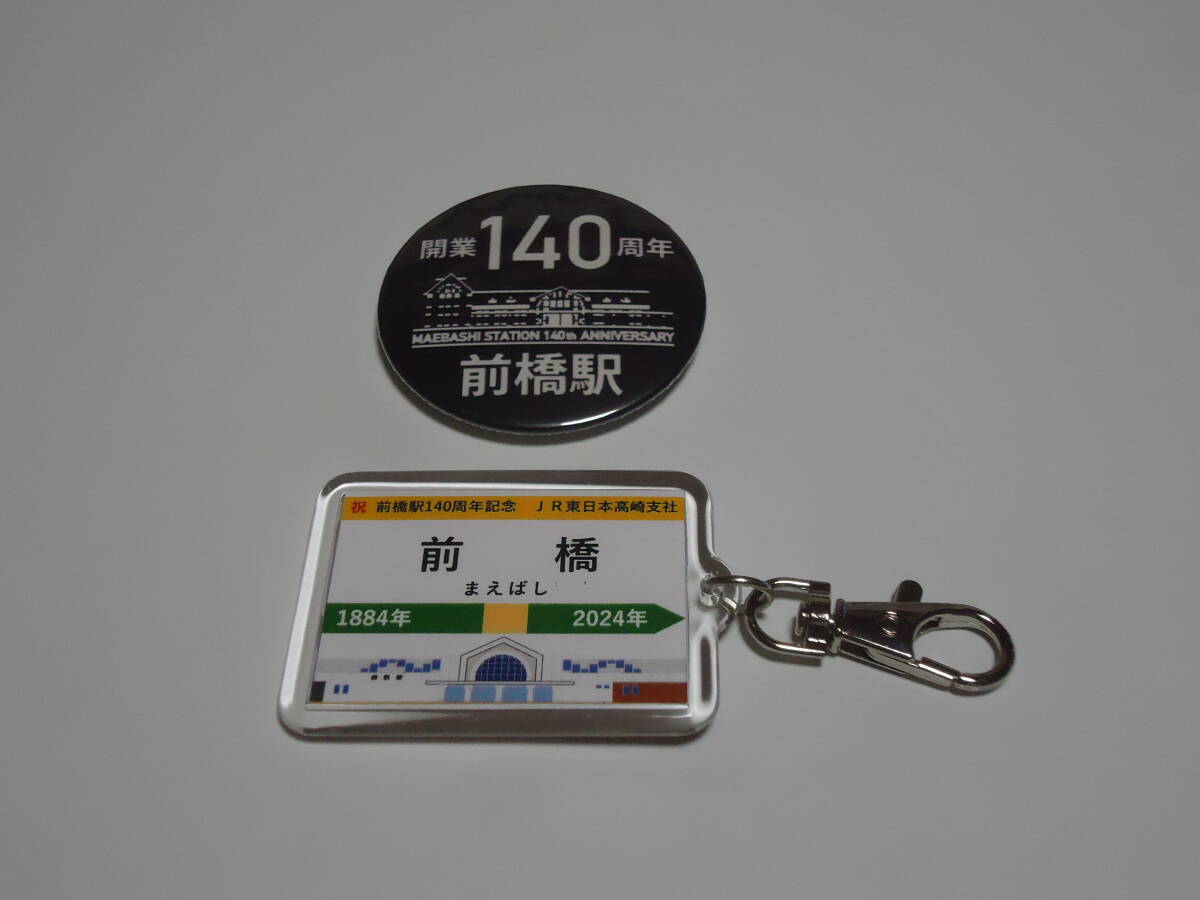 開業140周年
MAEBASHI STATION 140th ANNIVERSARY
前橋駅
祝 前橋駅140周年記念 JR東日本高崎支社
前 橋
まえばし
1884年 2024年